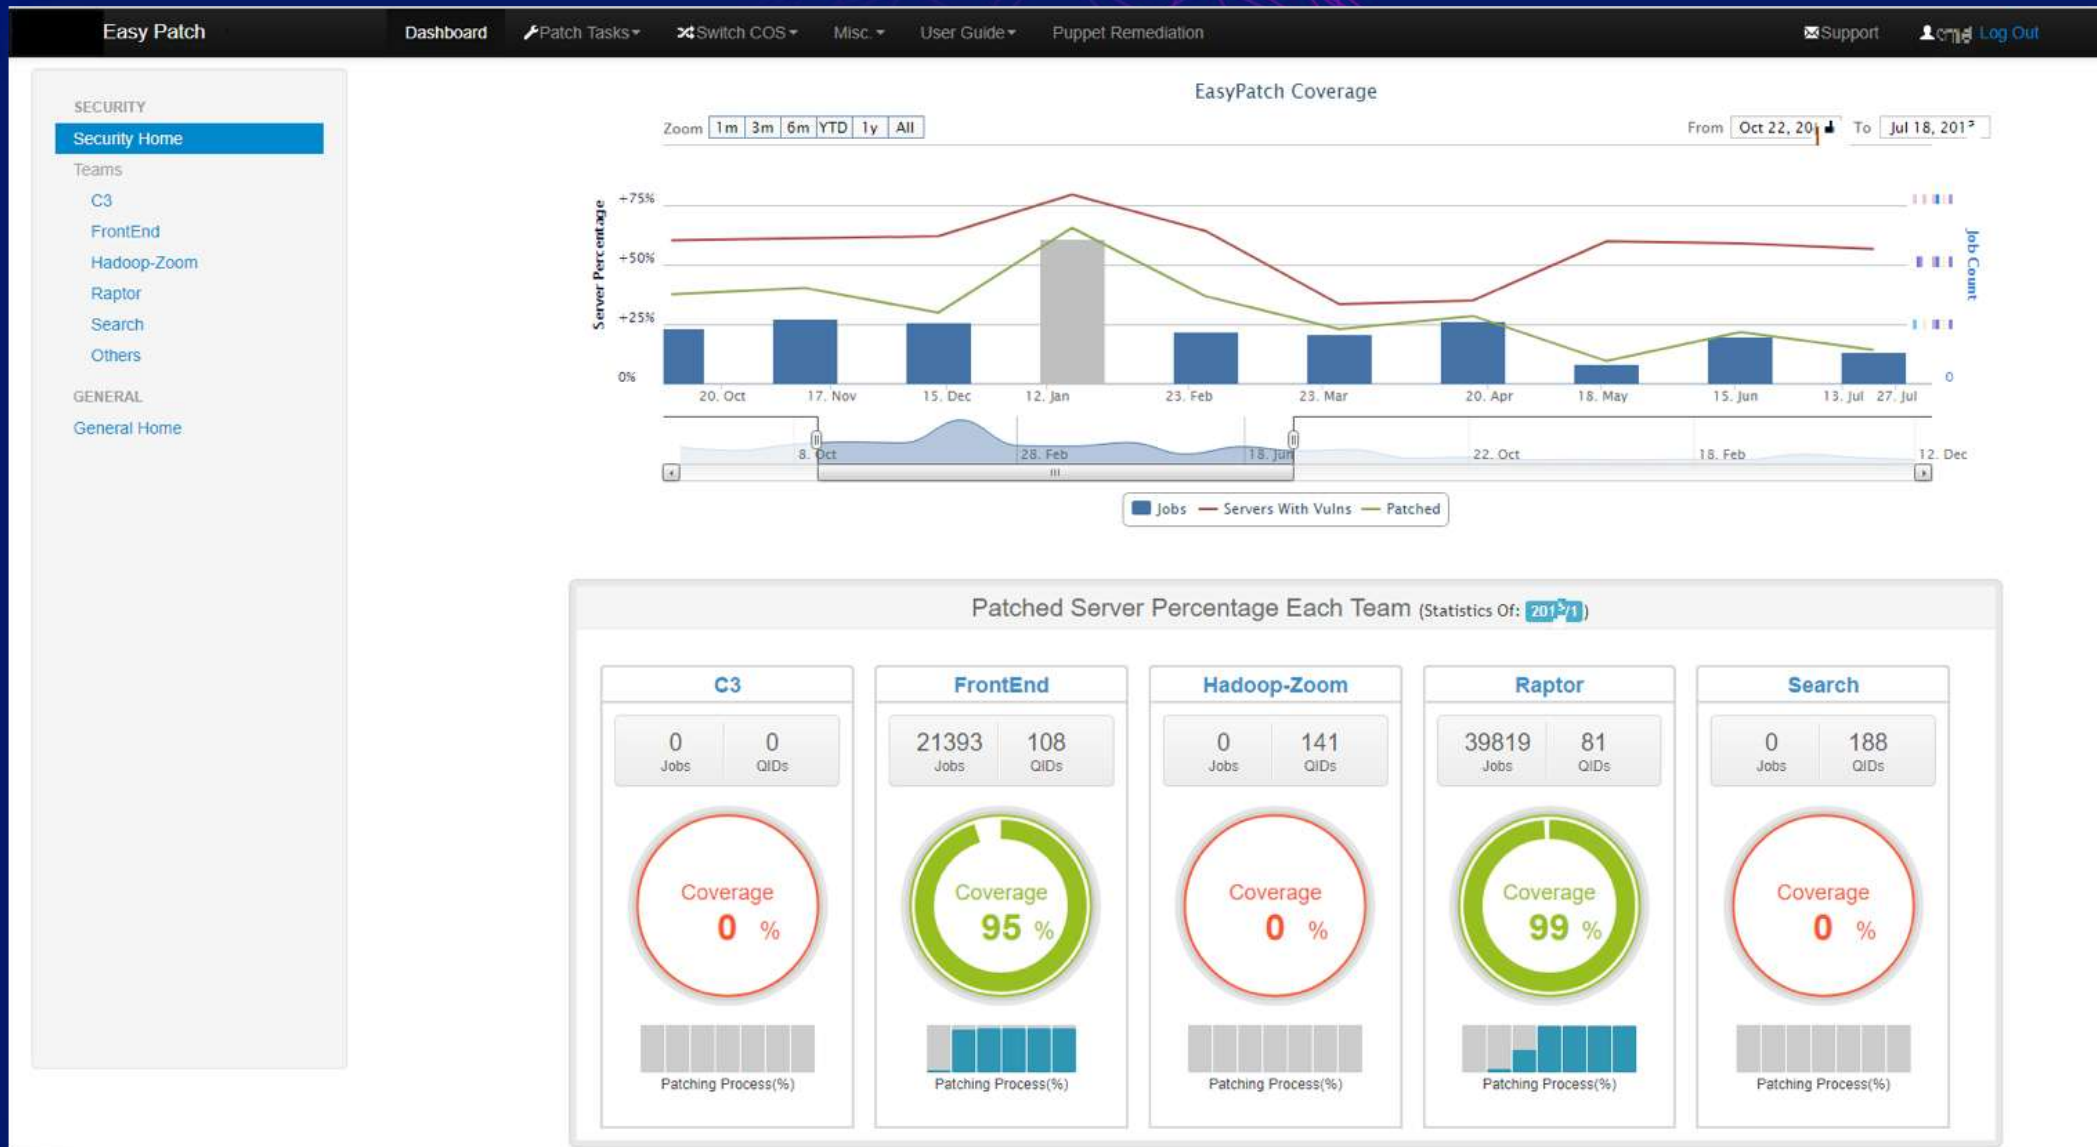 Easy Patch
Dashboard Patch Tasks Switch COS Misc. User Guide Puppet Remediation Support Log Out
SECURITY
Security Home
Teams
C3
FrontEnd
Hadoop-Zoom
Raptor
Search
Others
GENERAL
General Home
EasyPatch Coverage
Zoom 1m 3m 6m YTD 1y All
From Oct 22, To Jul 18,
Server Percentage
+75%
+50%
+25%
0%
Job Count
0
20. Oct 17. Nov 15. Dec 12. Jan 23. Feb 23. Mar 20. Apr 18. May 15. Jun 13. Jul 27. Jul
8. Oct 28. Feb 18. Jun 22. Oct 18. Feb 12. Dec
Jobs Servers With Vulns Patched
Patched Server Percentage Each Team (Statistics Of: )
C3 FrontEnd Hadoop-Zoom Raptor Search
0 0 21393 108 0 141 39819 81 0 188
Jobs QIDs Jobs QIDs Jobs QIDs Jobs QIDs Jobs QIDs
Coverage Coverage Coverage Coverage Coverage
0 % 95 % 0 % 99 % 0 %
Patching Process(%) Patching Process(%) Patching Process(%) Patching Process(%) Patching Process(%)